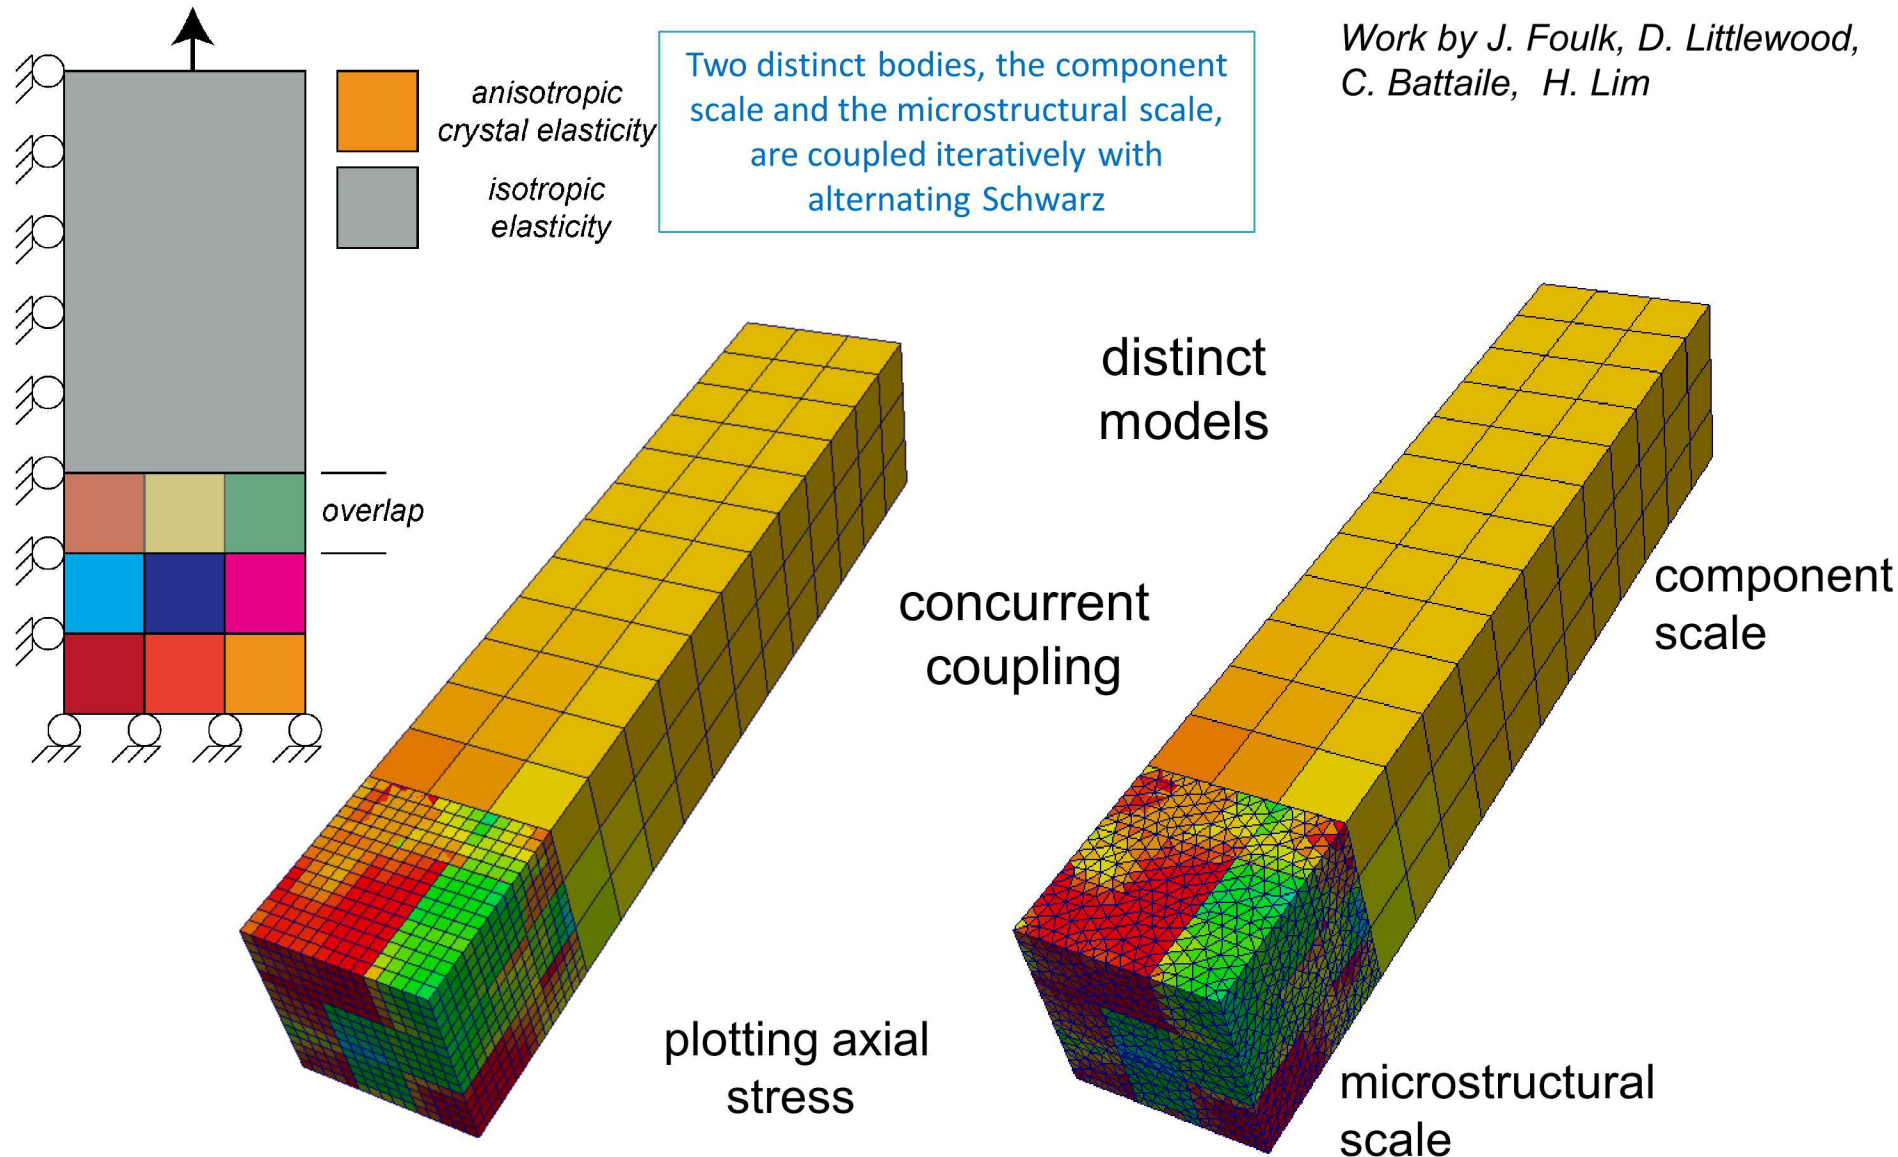 anisotropic
crystal elasticity
isotropic
elasticity
overlap
Two distinct bodies, the component
scale and the microstructural scale,
are coupled iteratively with
alternating Schwarz
Work by J. Foulk, D. Littlewood,
C. Battaile, H. Lim
distinct
models
concurrent
coupling
component
scale
plotting axial
stress
microstructural
scale